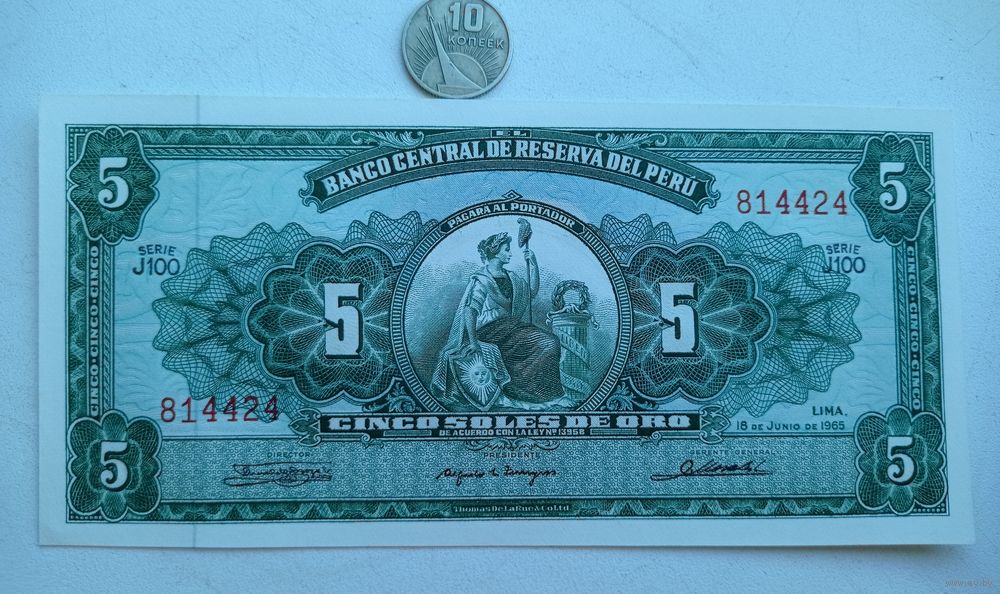 10
КОПЕЕК
EL
BANCO CENTRAL DE RESERVA DEL PERÚ
5
5
814424
PAGARÁ AL PORTADOR
SERIE
J100
SERIE
J100
CINCO·CINCO·CINCO
CINCO·CINCO·CINCO
5
5
814424
CINCO SOLES DE ORO
DE ACUERDO CON LA LEY Nº 13958
LIMA.
18 DE JUNIO DE 1965
DIRECTOR
PRESIDENTE
GERENTE GENERAL
5
5
Thomas De La Rue & Co. Ltd.